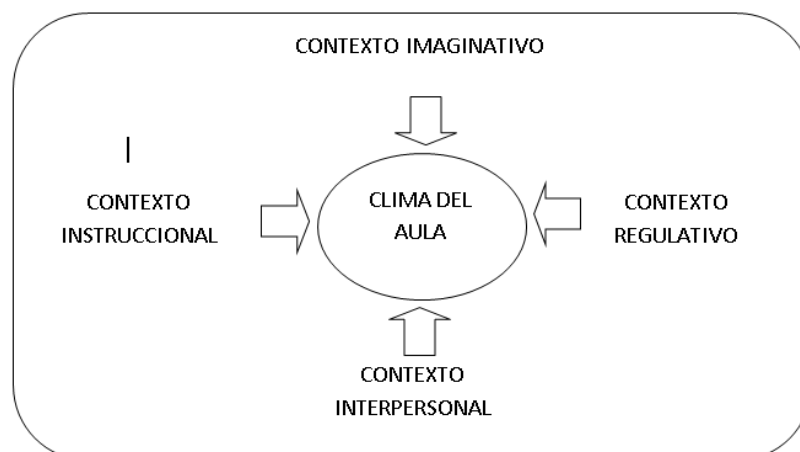 CONTEXTO IMAGINATIVO
CONTEXTO
INSTRUCCIONAL
CLIMA DEL
AULA
CONTEXTO
REGULATIVO
CONTEXTO
INTERPERSONAL